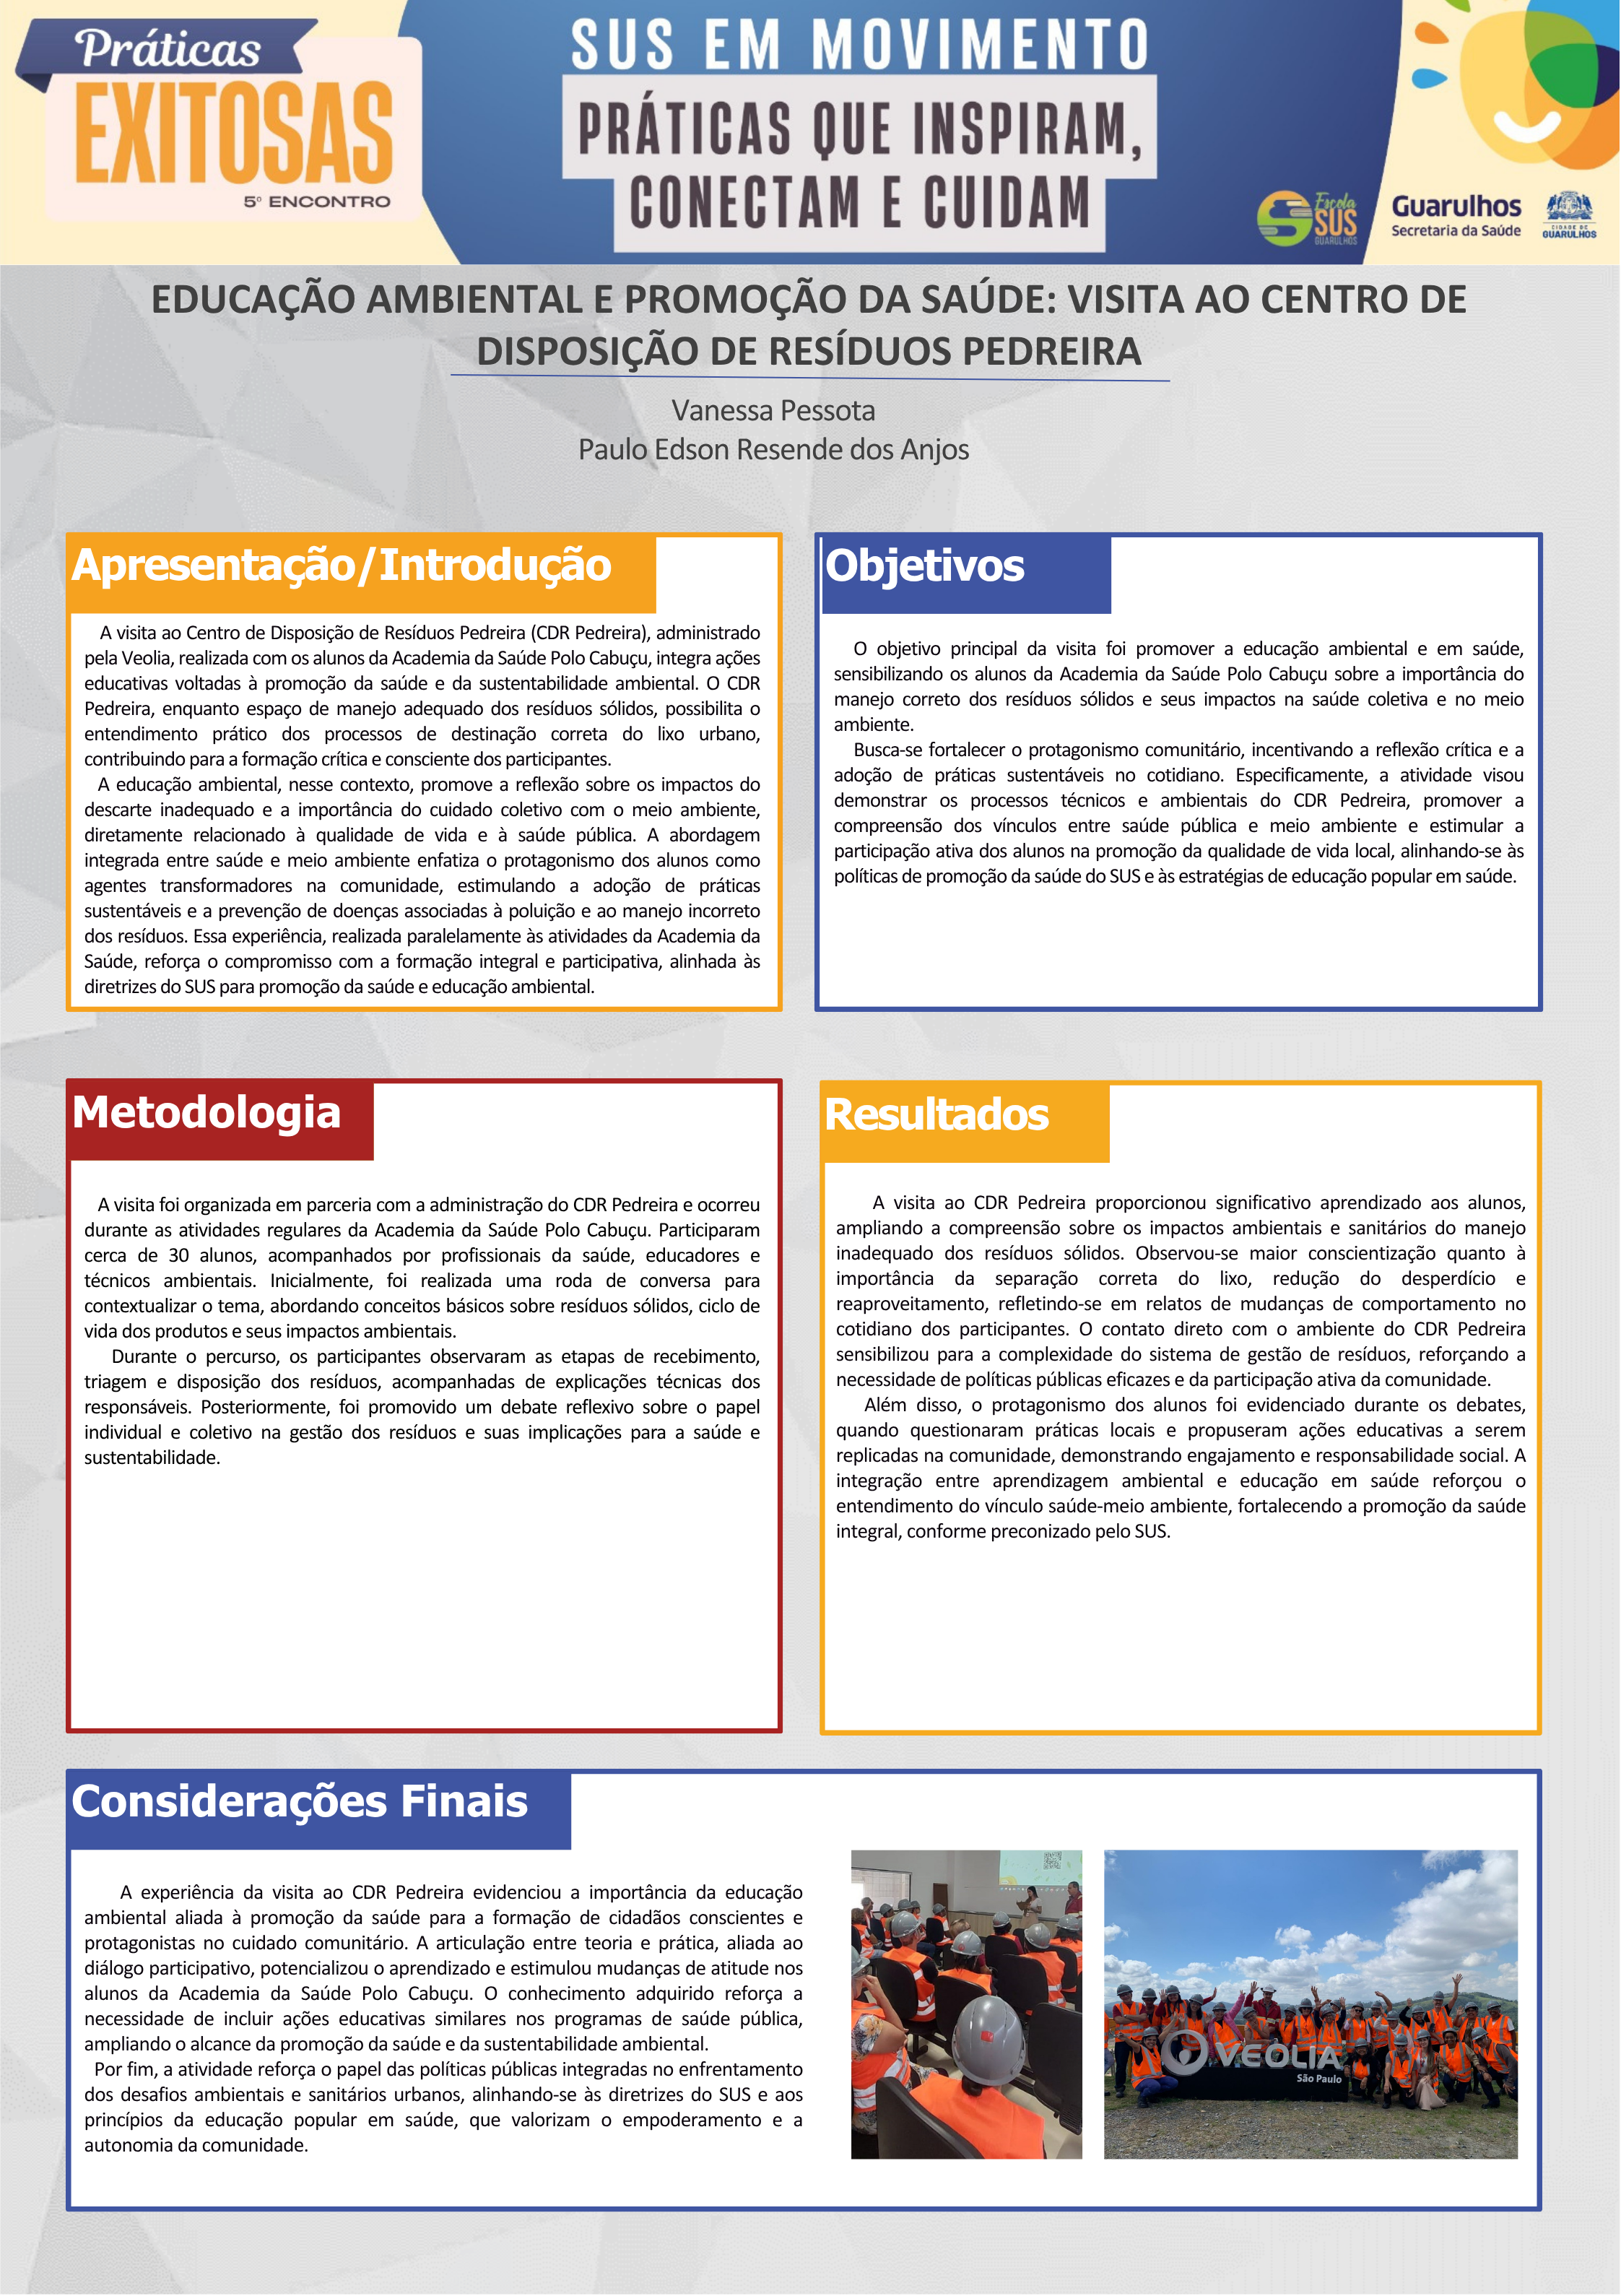 Práticas
EXITOSAS
5º ENCONTRO
SUS EM MOVIMENTO
PRÁTICAS QUE INSPIRAM,
CONECTAM E CUIDAM
Escola
SUS
GUARULHOS
Guarulhos
Secretaria da Saúde
CIDADE DE
GUARULHOS
EDUCAÇÃO AMBIENTAL E PROMOÇÃO DA SAÚDE: VISITA AO CENTRO DE
DISPOSIÇÃO DE RESÍDUOS PEDREIRA
Vanessa Pessota
Paulo Edson Resende dos Anjos
Apresentação/Introdução
A visita ao Centro de Disposição de Resíduos Pedreira (CDR Pedreira), administrado
pela Veolia, realizada com os alunos da Academia da Saúde Polo Cabuçu, integra ações
educativas voltadas à promoção da saúde e da sustentabilidade ambiental. O CDR
Pedreira, enquanto espaço de manejo adequado dos resíduos sólidos, possibilita o
entendimento prático dos processos de destinação correta do lixo urbano,
contribuindo para a formação crítica e consciente dos participantes.
A educação ambiental, nesse contexto, promove a reflexão sobre os impactos do
descarte inadequado e a importância do cuidado coletivo com o meio ambiente,
diretamente relacionado à qualidade de vida e à saúde pública. A abordagem
integrada entre saúde e meio ambiente enfatiza o protagonismo dos alunos como
agentes transformadores na comunidade, estimulando a adoção de práticas
sustentáveis e a prevenção de doenças associadas à poluição e ao manejo incorreto
dos resíduos. Essa experiência, realizada paralelamente às atividades da Academia da
Saúde, reforça o compromisso com a formação integral e participativa, alinhada às
diretrizes do SUS para promoção da saúde e educação ambiental.
Objetivos
O objetivo principal da visita foi promover a educação ambiental e em saúde,
sensibilizando os alunos da Academia da Saúde Polo Cabuçu sobre a importância do
manejo correto dos resíduos sólidos e seus impactos na saúde coletiva e no meio
ambiente.
Busca-se fortalecer o protagonismo comunitário, incentivando a reflexão crítica e a
adoção de práticas sustentáveis no cotidiano. Especificamente, a atividade visou
demonstrar os processos técnicos e ambientais do CDR Pedreira, promover a
compreensão dos vínculos entre saúde pública e meio ambiente e estimular a
participação ativa dos alunos na promoção da qualidade de vida local, alinhando-se às
políticas de promoção da saúde do SUS e às estratégias de educação popular em saúde.
Metodologia
A visita foi organizada em parceria com a administração do CDR Pedreira e ocorreu
durante as atividades regulares da Academia da Saúde Polo Cabuçu. Participaram
cerca de 30 alunos, acompanhados por profissionais da saúde, educadores e
técnicos ambientais. Inicialmente, foi realizada uma roda de conversa para
contextualizar o tema, abordando conceitos básicos sobre resíduos sólidos, ciclo de
vida dos produtos e seus impactos ambientais.
Durante o percurso, os participantes observaram as etapas de recebimento,
triagem e disposição dos resíduos, acompanhadas de explicações técnicas dos
responsáveis. Posteriormente, foi promovido um debate reflexivo sobre o papel
individual e coletivo na gestão dos resíduos e suas implicações para a saúde e
sustentabilidade.
Resultados
A visita ao CDR Pedreira proporcionou significativo aprendizado aos alunos,
ampliando a compreensão sobre os impactos ambientais e sanitários do manejo
inadequado dos resíduos sólidos. Observou-se maior conscientização quanto à
importância da separação correta do lixo, redução do desperdício e
reaproveitamento, refletindo-se em relatos de mudanças de comportamento no
cotidiano dos participantes. O contato direto com o ambiente do CDR Pedreira
sensibilizou para a complexidade do sistema de gestão de resíduos, reforçando a
necessidade de políticas públicas eficazes e da participação ativa da comunidade.
Além disso, o protagonismo dos alunos foi evidenciado durante os debates,
quando questionaram práticas locais e propuseram ações educativas a serem
replicadas na comunidade, demonstrando engajamento e responsabilidade social. A
integração entre aprendizagem ambiental e educação em saúde reforçou o
entendimento do vínculo saúde-meio ambiente, fortalecendo a promoção da saúde
integral, conforme preconizado pelo SUS.
Considerações Finais
A experiência da visita ao CDR Pedreira evidenciou a importância da educação
ambiental aliada à promoção da saúde para a formação de cidadãos conscientes e
protagonistas no cuidado comunitário. A articulação entre teoria e prática, aliada ao
diálogo participativo, potencializou o aprendizado e estimulou mudanças de atitude nos
alunos da Academia da Saúde Polo Cabuçu. O conhecimento adquirido reforça a
necessidade de incluir ações educativas similares nos programas de saúde pública,
ampliando o alcance da promoção da saúde e da sustentabilidade ambiental.
Por fim, a atividade reforça o papel das políticas públicas integradas no enfrentamento
dos desafios ambientais e sanitários urbanos, alinhando-se às diretrizes do SUS e aos
princípios da educação popular em saúde, que valorizam o empoderamento e a
autonomia da comunidade.
VEOLIA
São Paulo